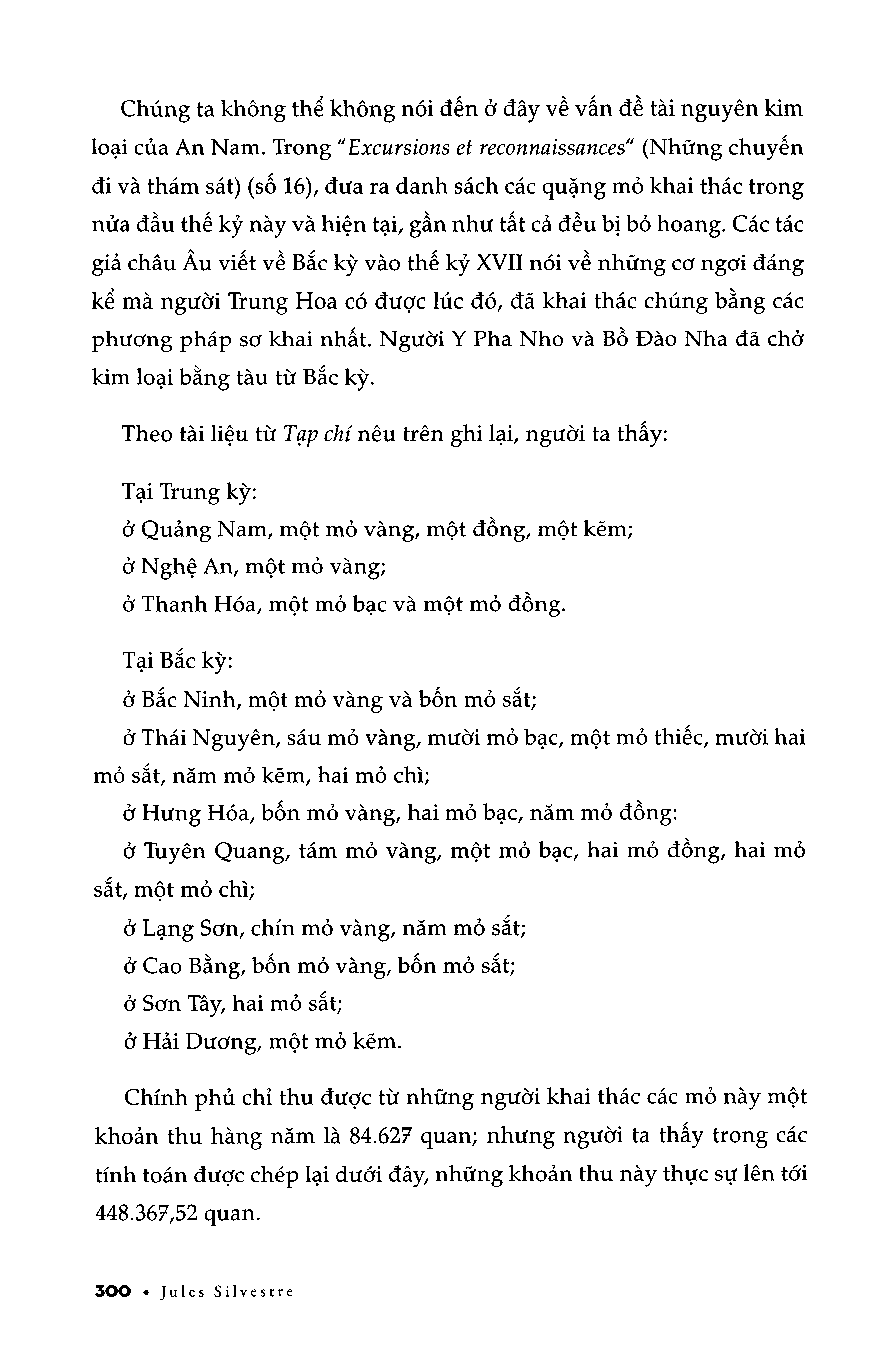 Chúng ta không thể không nói đến ở đây về vấn đề tài nguyên kim
loại của An Nam. Trong "Excursions et reconnaissances" (Những chuyến
đi và thám sát) (số 16), đưa ra danh sách các quặng mỏ khai thác trong
nửa đầu thế kỷ này và hiện tại, gần như tất cả đều bị bỏ hoang. Các tác
giả châu Âu viết về Bắc kỳ vào thế kỷ XVII nói về những cơ ngơi đáng
kể mà người Trung Hoa có được lúc đó, đã khai thác chúng bằng các
phương pháp sơ khai nhất. Người Y Pha Nho và Bồ Đào Nha đã chở
kim loại bằng tàu từ Bắc kỳ.
Theo tài liệu từ Tạp chí nêu trên ghi lại, người ta thấy:
Tại Trung kỳ:
ở Quảng Nam, một mỏ vàng, một đồng, một kẽm;
ở Nghệ An, một mỏ vàng;
ở Thanh Hóa, một mỏ bạc và một mỏ đồng.
Tại Bắc kỳ:
ở Bắc Ninh, một mỏ vàng và bốn mỏ sắt;
ở Thái Nguyên, sáu mỏ vàng, mười mỏ bạc, một mỏ thiếc, mười hai
mỏ sắt, năm mỏ kẽm, hai mỏ chì;
ở Hưng Hóa, bốn mỏ vàng, hai mỏ bạc, năm mỏ đồng:
ở Tuyên Quang, tám mỏ vàng, một mỏ bạc, hai mỏ đồng, hai mỏ
sắt, một mỏ chì;
ở Lạng Sơn, chín mỏ vàng, năm mỏ sắt;
ở Cao Bằng, bốn mỏ vàng, bốn mỏ sắt;
ở Sơn Tây, hai mỏ sắt;
ở Hải Dương, một mỏ kẽm.
Chính phủ chỉ thu được từ những người khai thác các mỏ này một
khoản thu hàng năm là 84.627 quan; nhưng người ta thấy trong các
tính toán được chép lại dưới đây, những khoản thu này thực sự lên tới
448.367,52 quan.
300 • Jules Silvestre